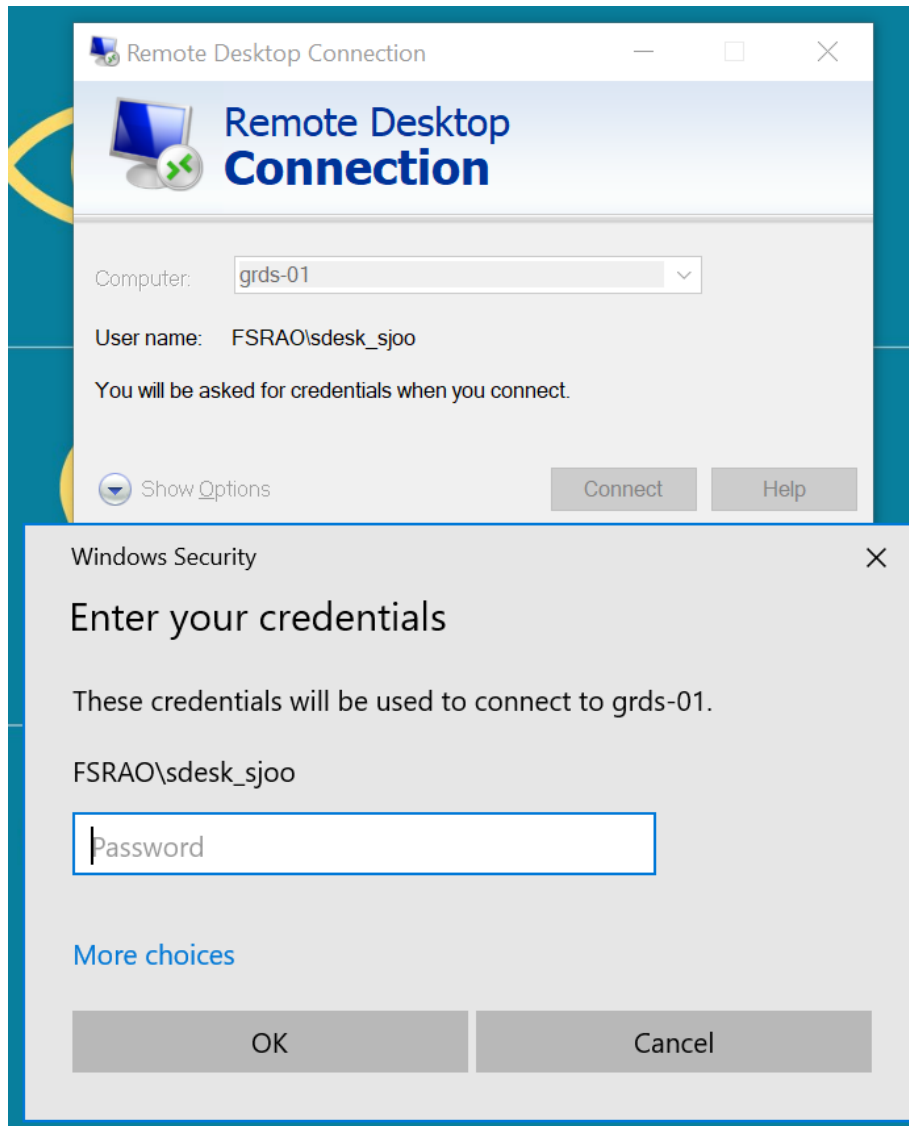 Remote Desktop Connection
Remote Desktop
Connection
Computer: grds-01
User name: FSRAO\sdesk_sjoo
You will be asked for credentials when you connect.
Show Options Connect Help
Windows Security
Enter your credentials
These credentials will be used to connect to grds-01.
FSRAO\sdesk_sjoo
Password
More choices
OK Cancel